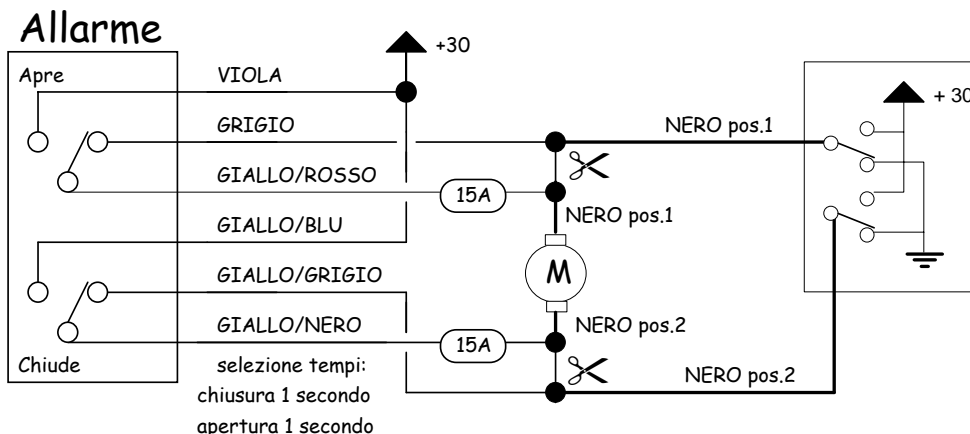 Allarme
+30
Apre
VIOLA
+ 30
GRIGIO
NERO pos.1
GIALLO/ROSSO
15A
NERO pos.1
GIALLO/BLU
M
GIALLO/GRIGIO
GIALLO/NERO
15A
NERO pos.2
Chiude
selezione tempi:
NERO pos.2
chiusura 1 secondo
apertura 1 secondo